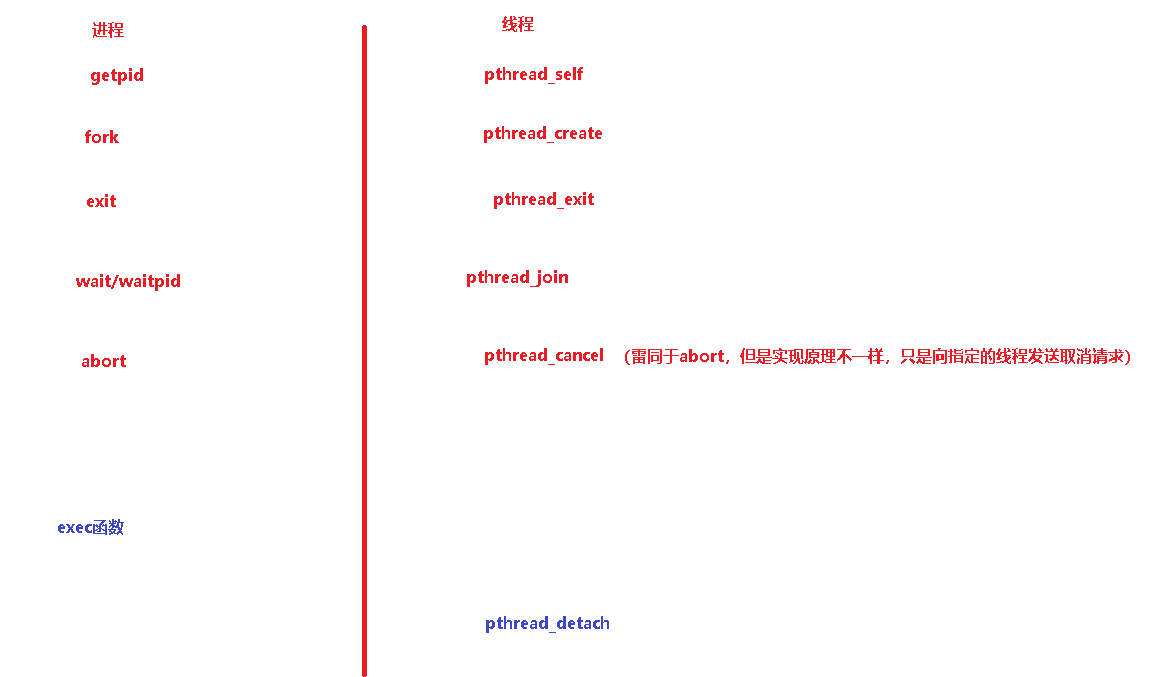 进程
线程
getpid
pthread_self
fork
pthread_create
exit
pthread_exit
wait/waitpid
pthread_join
abort
pthread_cancel (雷同于abort，但是实现原理不一样，只是向指定的线程发送取消请求)
exec函数
pthread_detach